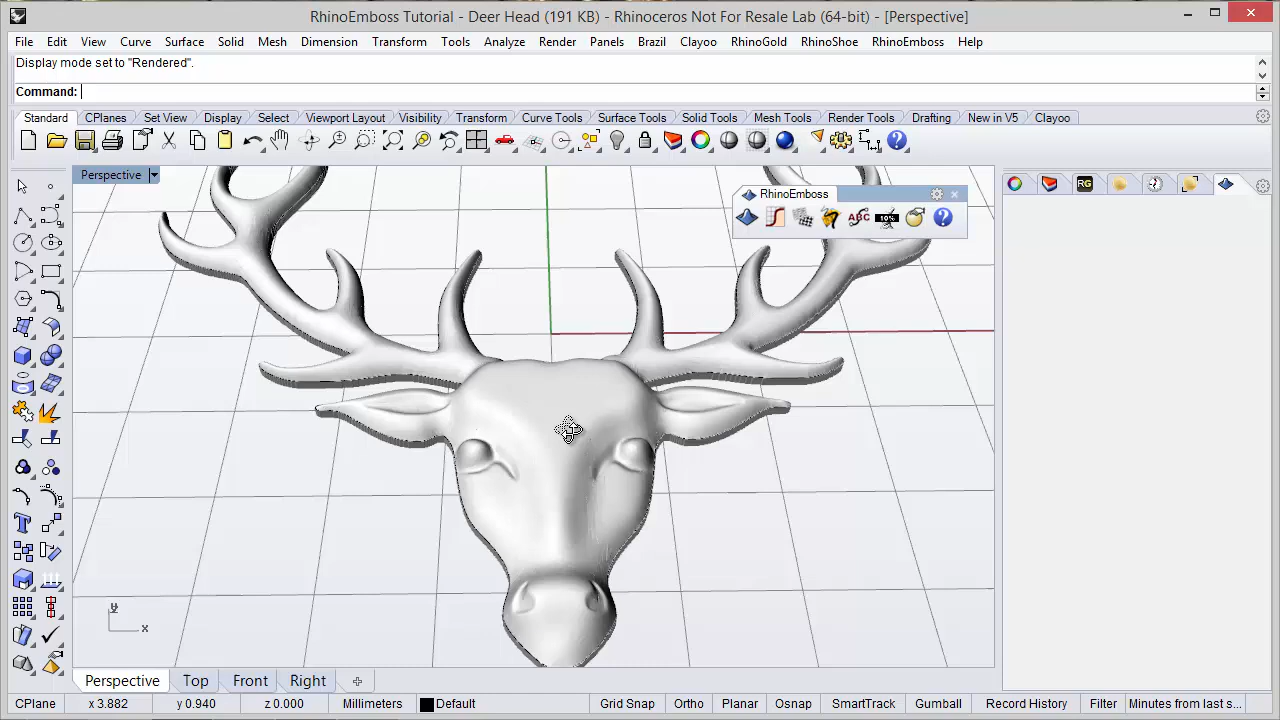 RhinoEmboss Tutorial - Deer Head (191 KB) - Rhinoceros Not For Resale Lab (64-bit) - [Perspective]
File Edit View Curve Surface Solid Mesh Dimension Transform Tools Analyze Render Panels Brazil Clayoo RhinoGold RhinoShoe RhinoEmboss Help
Display mode set to "Rendered".
Command:
Standard CPlanes Set View Display Select Viewport Layout Visibility Transform Curve Tools Surface Tools Solid Tools Mesh Tools Render Tools Drafting New in V5 Clayoo
Perspective
RG
RhinoEmboss
ABC 10%
y
x
Perspective Top Front Right
CPlane x 3.882 y 0.940 z 0.000 Millimeters Default Grid Snap Ortho Planar Osnap SmartTrack Gumball Record History Filter Minutes from last s...